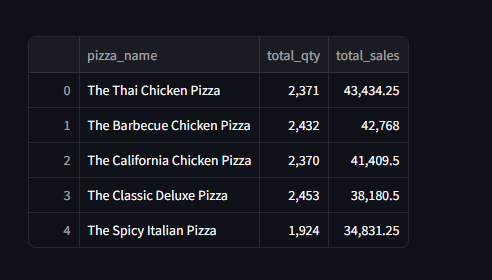 pizza_name total_qty total_sales
0 The Thai Chicken Pizza 2,371 43,434.25
1 The Barbecue Chicken Pizza 2,432 42,768
2 The California Chicken Pizza 2,370 41,409.5
3 The Classic Deluxe Pizza 2,453 38,180.5
4 The Spicy Italian Pizza 1,924 34,831.25